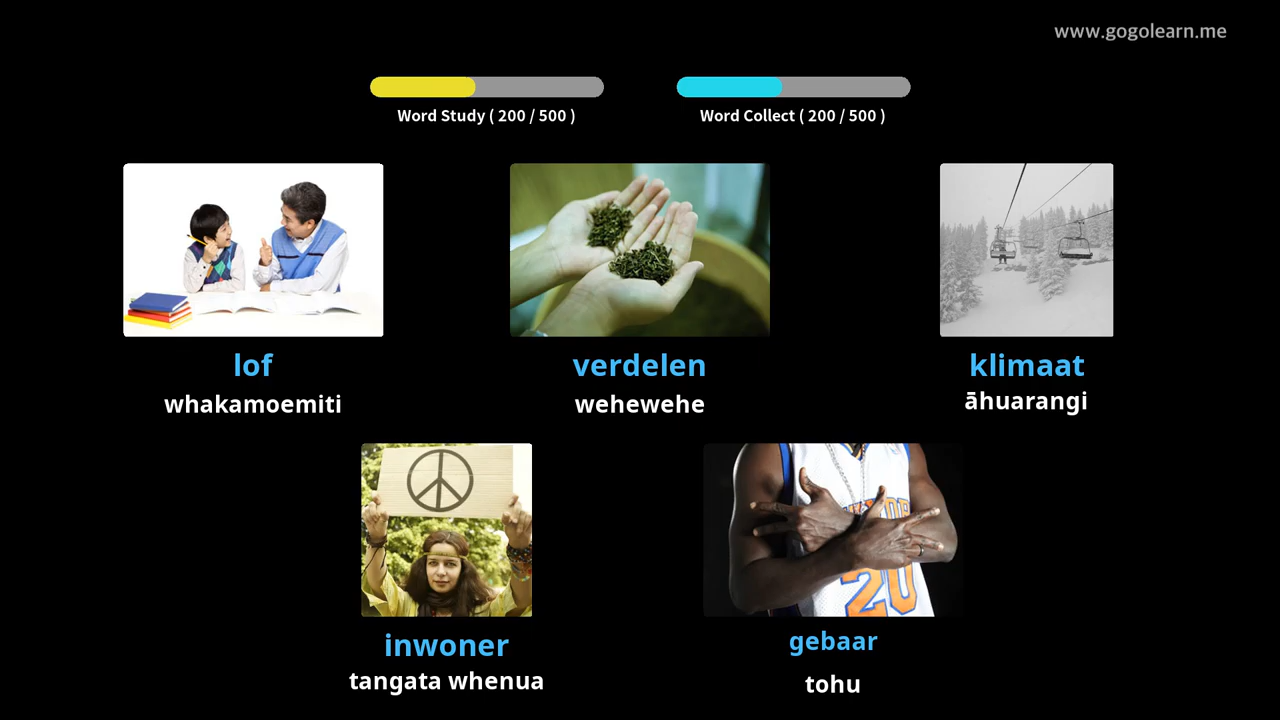 www.gogolearn.me
Word Study ( 200 / 500 )
Word Collect ( 200 / 500 )
lof
whakamoemiti
verdelen
wehewehe
klimaat
āhuarangi
inwoner
tangata whenua
gebaar
tohu
20